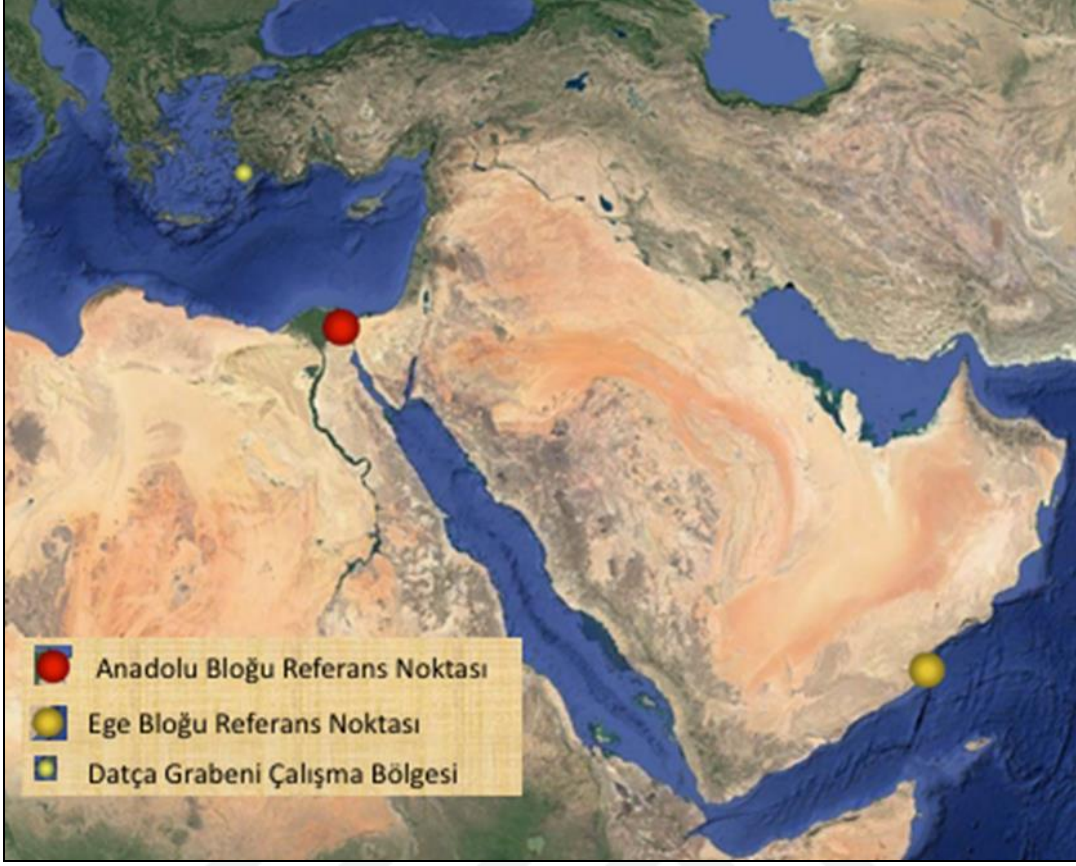 Anadolu Bloğu Referans Noktası
Ege Bloğu Referans Noktası
Datça Grabeni Çalışma Bölgesi